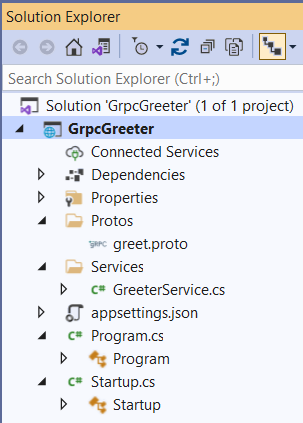 Solution Explorer
Search Solution Explorer (Ctrl+;)
Solution 'GrpcGreeter' (1 of 1 project)
GrpcGreeter
Connected Services
Dependencies
Properties
Protos
gRPC greet.proto
Services
C# GreeterService.cs
appsettings.json
C# Program.cs
Program
C# Startup.cs
Startup